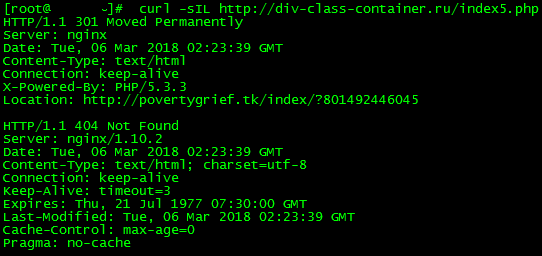 [root@ ~]# curl -SIL http://div-class-container.ru/index5.php
HTTP/1.1 301 Moved Permanently
Server: nginx
Date: Tue, 06 Mar 2018 02:23:39 GMT
Content-Type: text/html
Connection: keep-alive
X-Powered-By: PHP/5.3.3
Location: http://povertygrief.tk/index/?801492446045
HTTP/1.1 404 Not Found
Server: nginx/1.10.2
Date: Tue, 06 Mar 2018 02:23:39 GMT
Content-Type: text/html; charset=utf-8
Connection: keep-alive
Keep-Alive: timeout=3
Expires: Thu, 21 Jul 1977 07:30:00 GMT
Last-Modified: Tue, 06 Mar 2018 02:23:39 GMT
Cache-Control: max-age=0
Pragma: no-cache